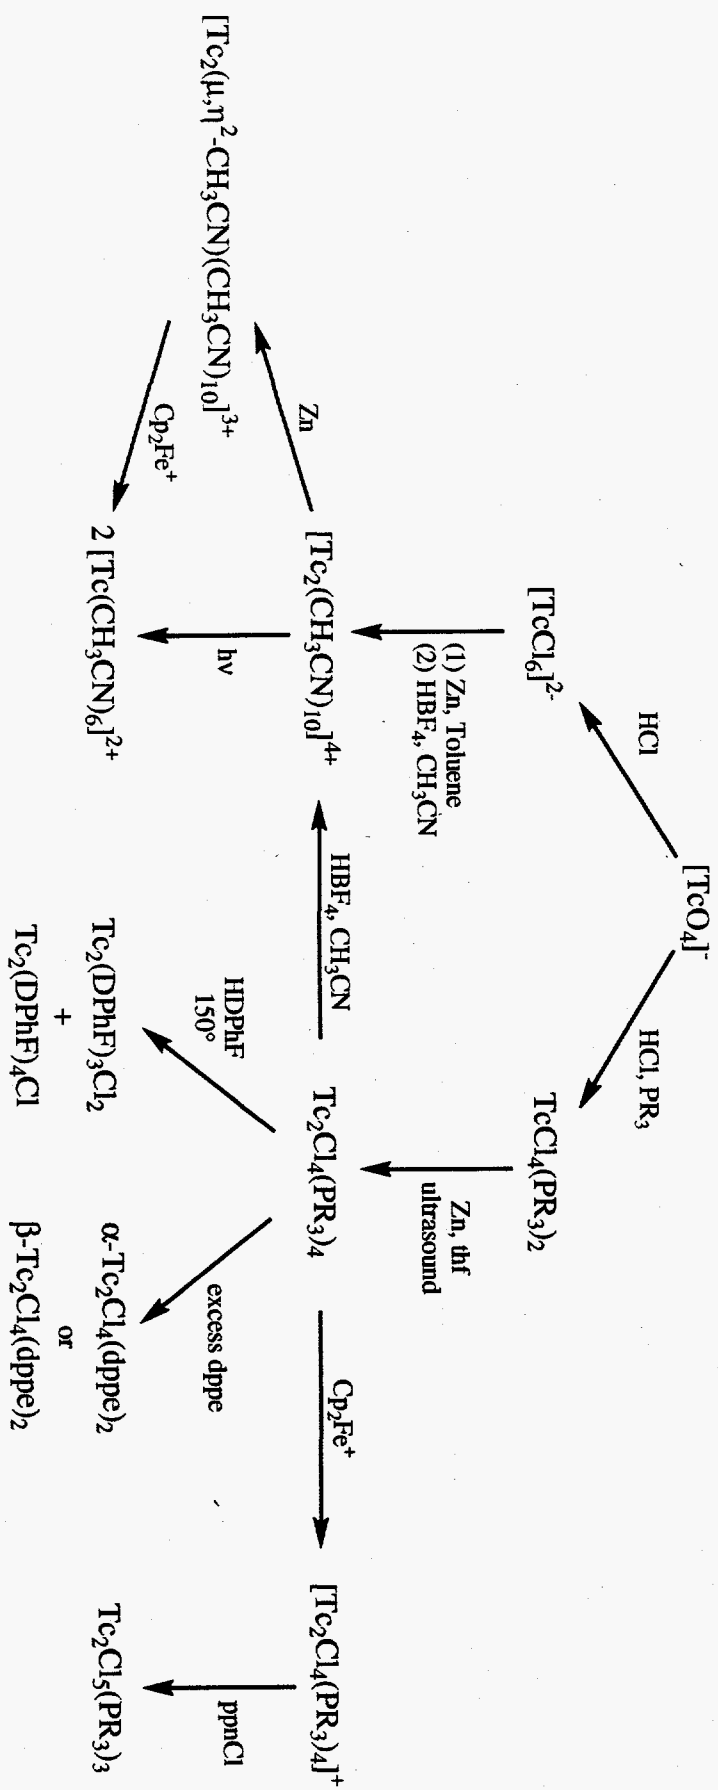 [TcO₄]⁻
HCl
HCl, PR₃
[TcCl₆]²⁻
TcCl₄(PR₃)₂
(1) Zn, Toluene
(2) HBF₄, CH₃CN
Zn, thf
ultrasound
[Tc₂(CH₃CN)₁₀]⁴⁺
HBF₄, CH₃CN
Tc₂Cl₄(PR₃)₄
Cp₂Fe⁺
[Tc₂Cl₄(PR₃)₄]⁺
Zn
[Tc₂(μ,η²-CH₃CN)(CH₃CN)₁₀]³⁺
Cp₂Fe⁺
hν
HDPhF
150°
excess dppe
ppnCl
2 [Tc(CH₃CN)₆]²⁺
Tc₂(DPhF)₃Cl₂
+
Tc₂(DPhF)₄Cl
α-Tc₂Cl₄(dppe)₂
or
β-Tc₂Cl₄(dppe)₂
Tc₂Cl₅(PR₃)₃